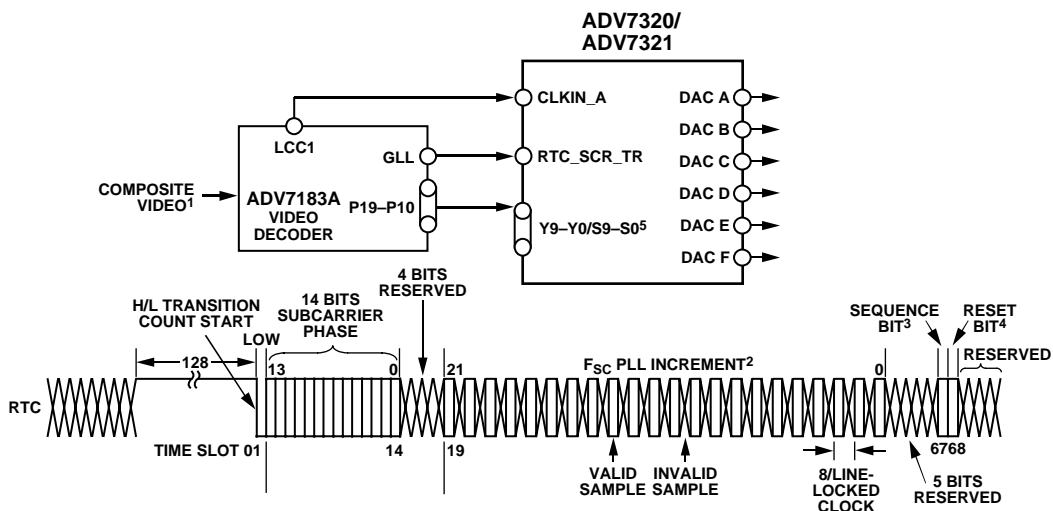 ADV7320/
ADV7321
CLKIN_A
RTC_SCR_TR
Y9–Y0/S9–S0⁵
DAC A
DAC B
DAC C
DAC D
DAC E
DAC F
LCC1
GLL
P19–P10
ADV7183A
VIDEO
DECODER
COMPOSITE
VIDEO¹
H/L TRANSITION
COUNT START
LOW
128
14 BITS
SUBCARRIER
PHASE
4 BITS
RESERVED
SEQUENCE
BIT³
RESET
BIT⁴
RESERVED
13
0
21
FSC PLL INCREMENT²
0
RTC
TIME SLOT 01
14
19
6768
VALID
SAMPLE
INVALID
SAMPLE
8/LINE-
LOCKED
CLOCK
5 BITS
RESERVED